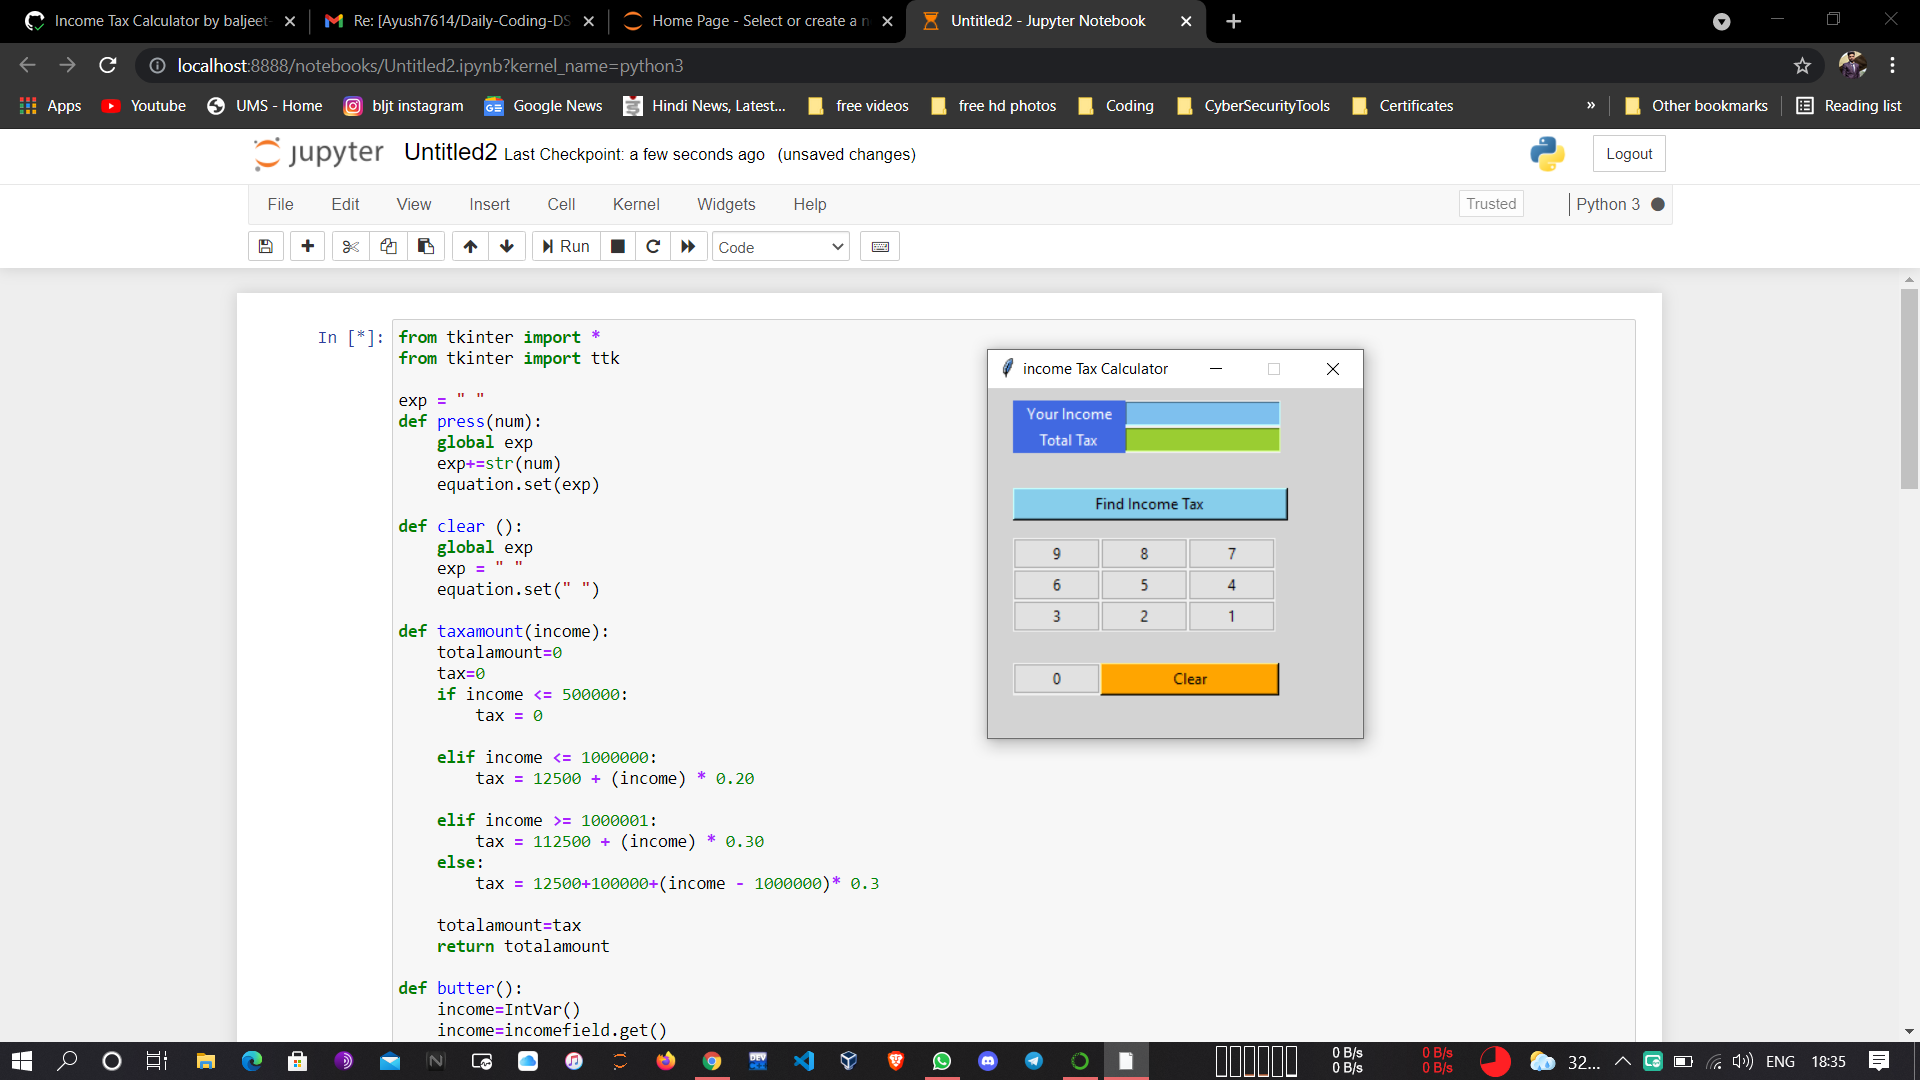 Income Tax Calculator by baljeet-
Re: [Ayush7614/Daily-Coding-DS
Home Page - Select or create a n
Untitled2 - Jupyter Notebook
localhost:8888/notebooks/Untitled2.ipynb?kernel_name=python3
Apps Youtube UMS - Home bljt instagram Google News Hindi News, Latest... free videos free hd photos Coding CyberSecurityTools Certificates » Other bookmarks Reading list
jupyter Untitled2 Last Checkpoint: a few seconds ago (unsaved changes) Logout
File Edit View Insert Cell Kernel Widgets Help Trusted Python 3
Run Code
In [*]:
from tkinter import *
from tkinter import ttk
exp = " "
def press(num):
global exp
exp+=str(num)
equation.set(exp)
def clear ():
global exp
exp = " "
equation.set(" ")
def taxamount(income):
totalamount=0
tax=0
if income <= 500000:
tax = 0
elif income <= 1000000:
tax = 12500 + (income) * 0.20
elif income >= 1000001:
tax = 112500 + (income) * 0.30
else:
tax = 12500+100000+(income - 1000000)* 0.3
totalamount=tax
return totalamount
def butter():
income=IntVar()
income=incomefield.get()
income Tax Calculator
Your Income
Total Tax
Find Income Tax
9 8 7
6 5 4
3 2 1
0 Clear
0 B/s 0 B/s 32... ENG 18:35
0 B/s 0 B/s